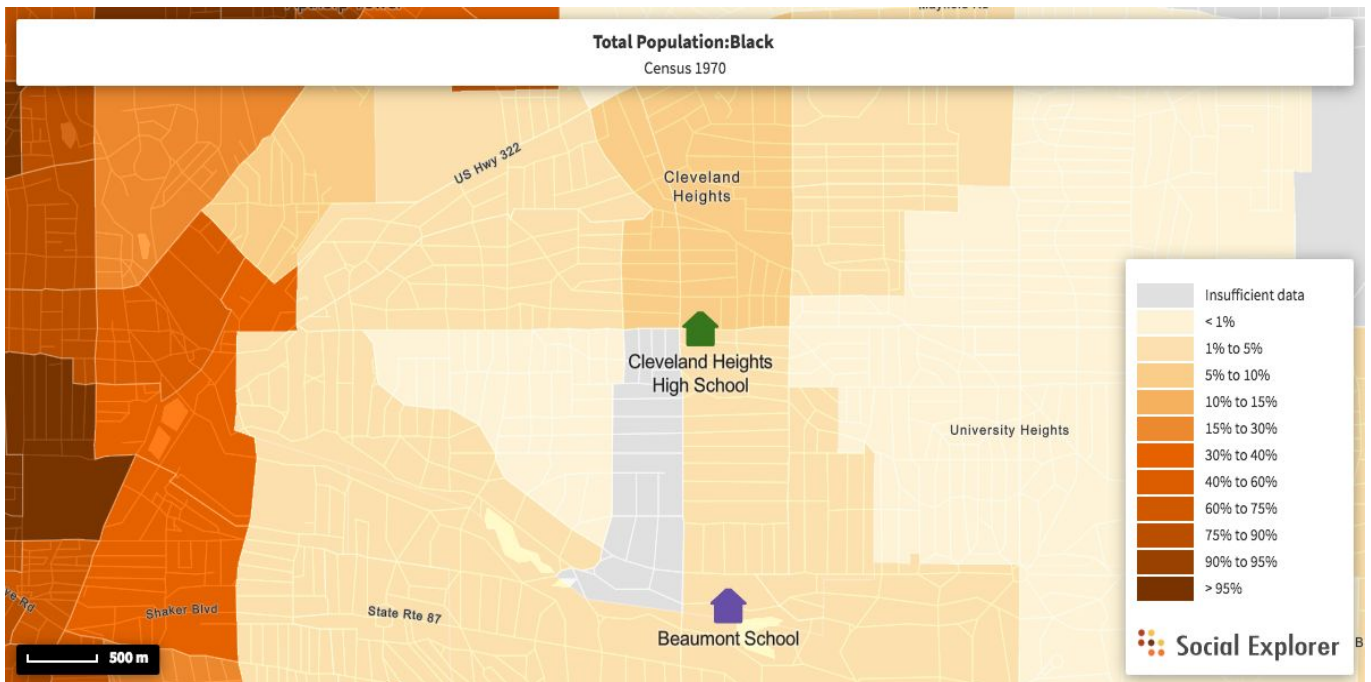 Total Population:Black
Census 1970
US Hwy 322
Cleveland
Heights
Cleveland Heights
High School
University Heights
Shaker Blvd
State Rte 87
Beaumont School
500 m
Insufficient data
< 1%
1% to 5%
5% to 10%
10% to 15%
15% to 30%
30% to 40%
40% to 60%
60% to 75%
75% to 90%
90% to 95%
> 95%
Social Explorer
B